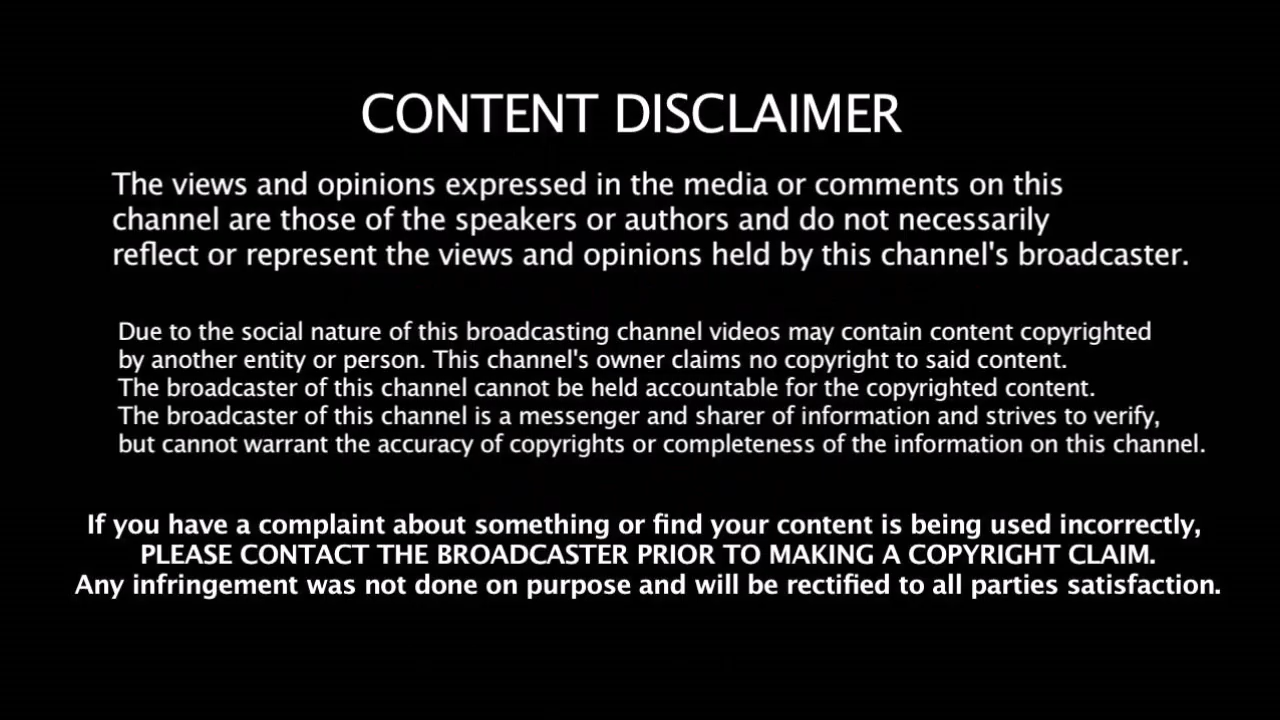 CONTENT DISCLAIMER
The views and opinions expressed in the media or comments on this
channel are those of the speakers or authors and do not necessarily
reflect or represent the views and opinions held by this channel's broadcaster.
Due to the social nature of this broadcasting channel videos may contain content copyrighted
by another entity or person. This channel's owner claims no copyright to said content.
The broadcaster of this channel cannot be held accountable for the copyrighted content.
The broadcaster of this channel is a messenger and sharer of information and strives to verify,
but cannot warrant the accuracy of copyrights or completeness of the information on this channel.
If you have a complaint about something or find your content is being used incorrectly,
PLEASE CONTACT THE BROADCASTER PRIOR TO MAKING A COPYRIGHT CLAIM.
Any infringement was not done on purpose and will be rectified to all parties satisfaction.